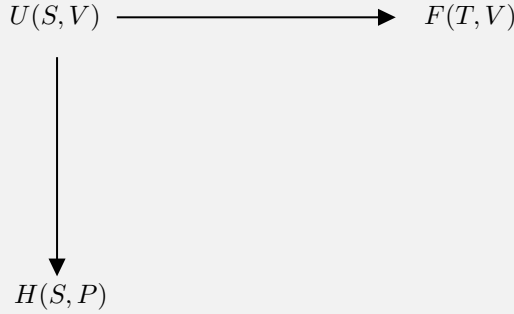 U(S, V) F(T, V)
H(S, P)